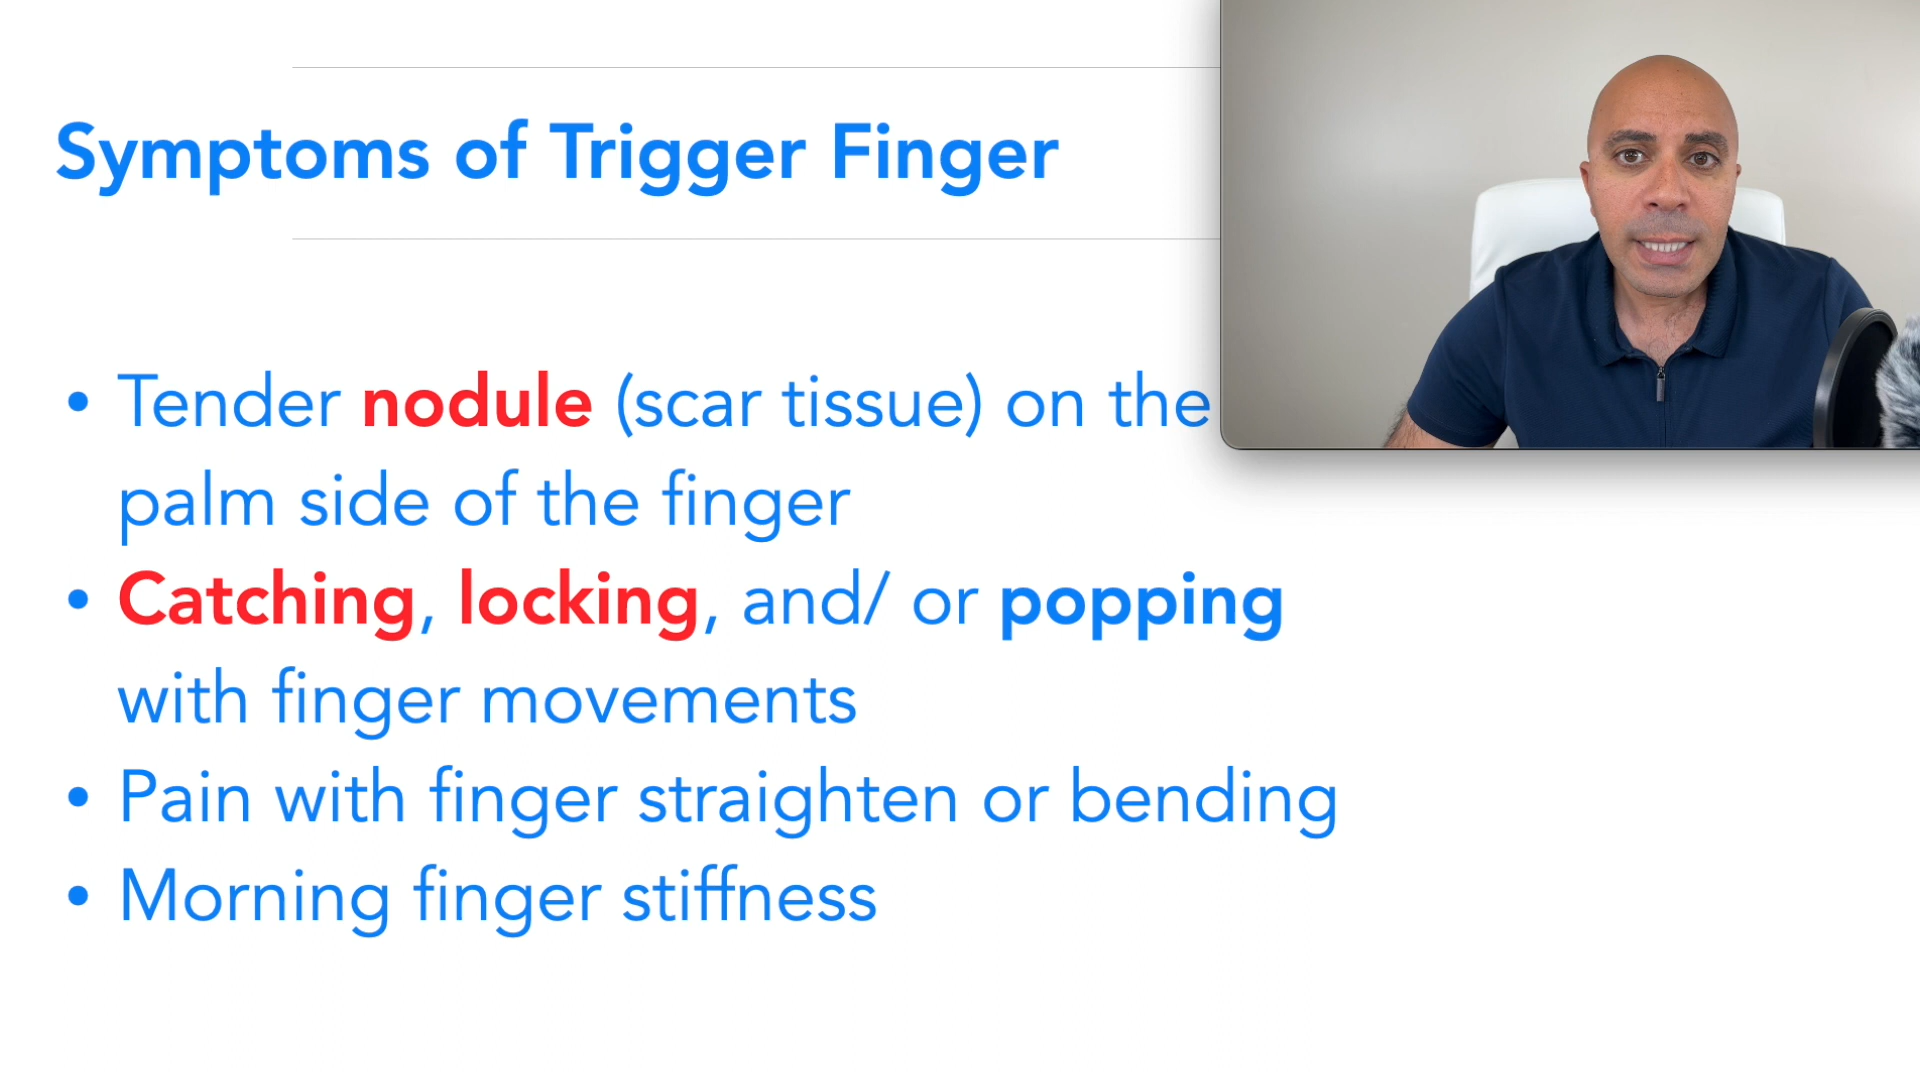 Symptoms of Trigger Finger
• Tender nodule (scar tissue) on the
palm side of the finger
• Catching, locking, and/ or popping
with finger movements
• Pain with finger straighten or bending
• Morning finger stiffness